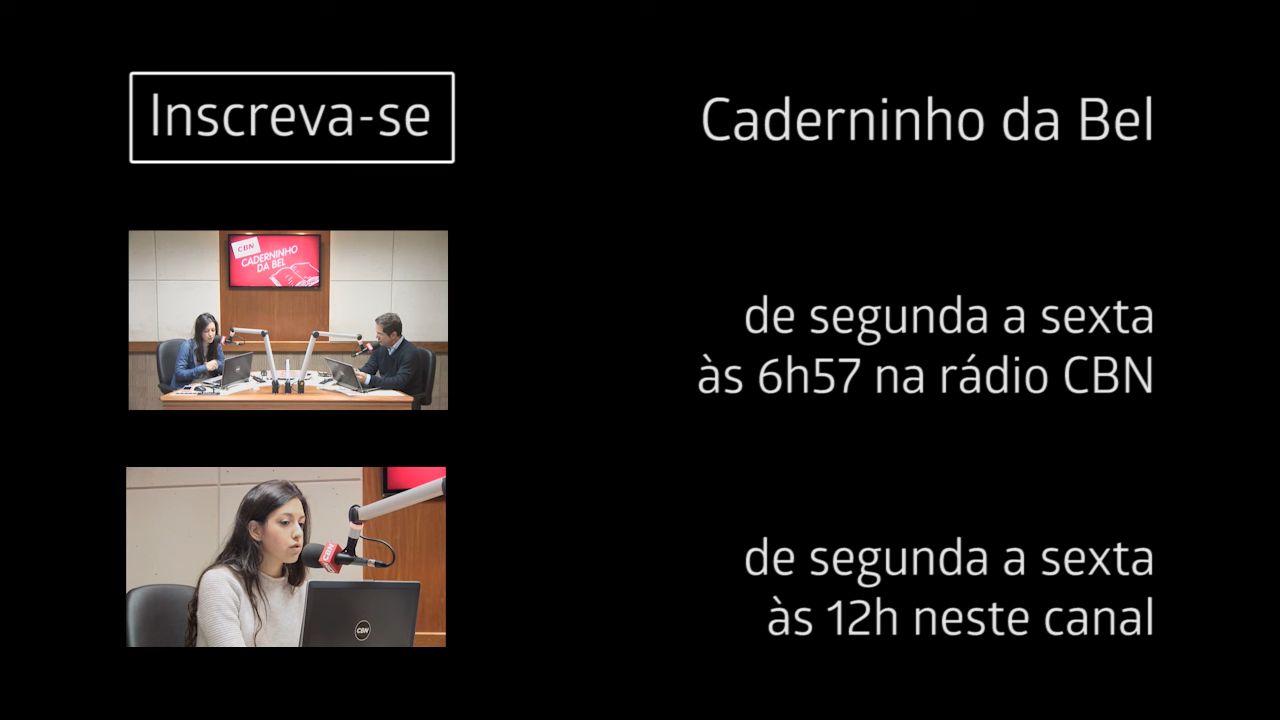 Inscreva-se
Caderninho da Bel
CBN
CADERNINHO
DA BEL
de segunda a sexta
às 6h57 na rádio CBN
CBN
CBN
de segunda a sexta
às 12h neste canal